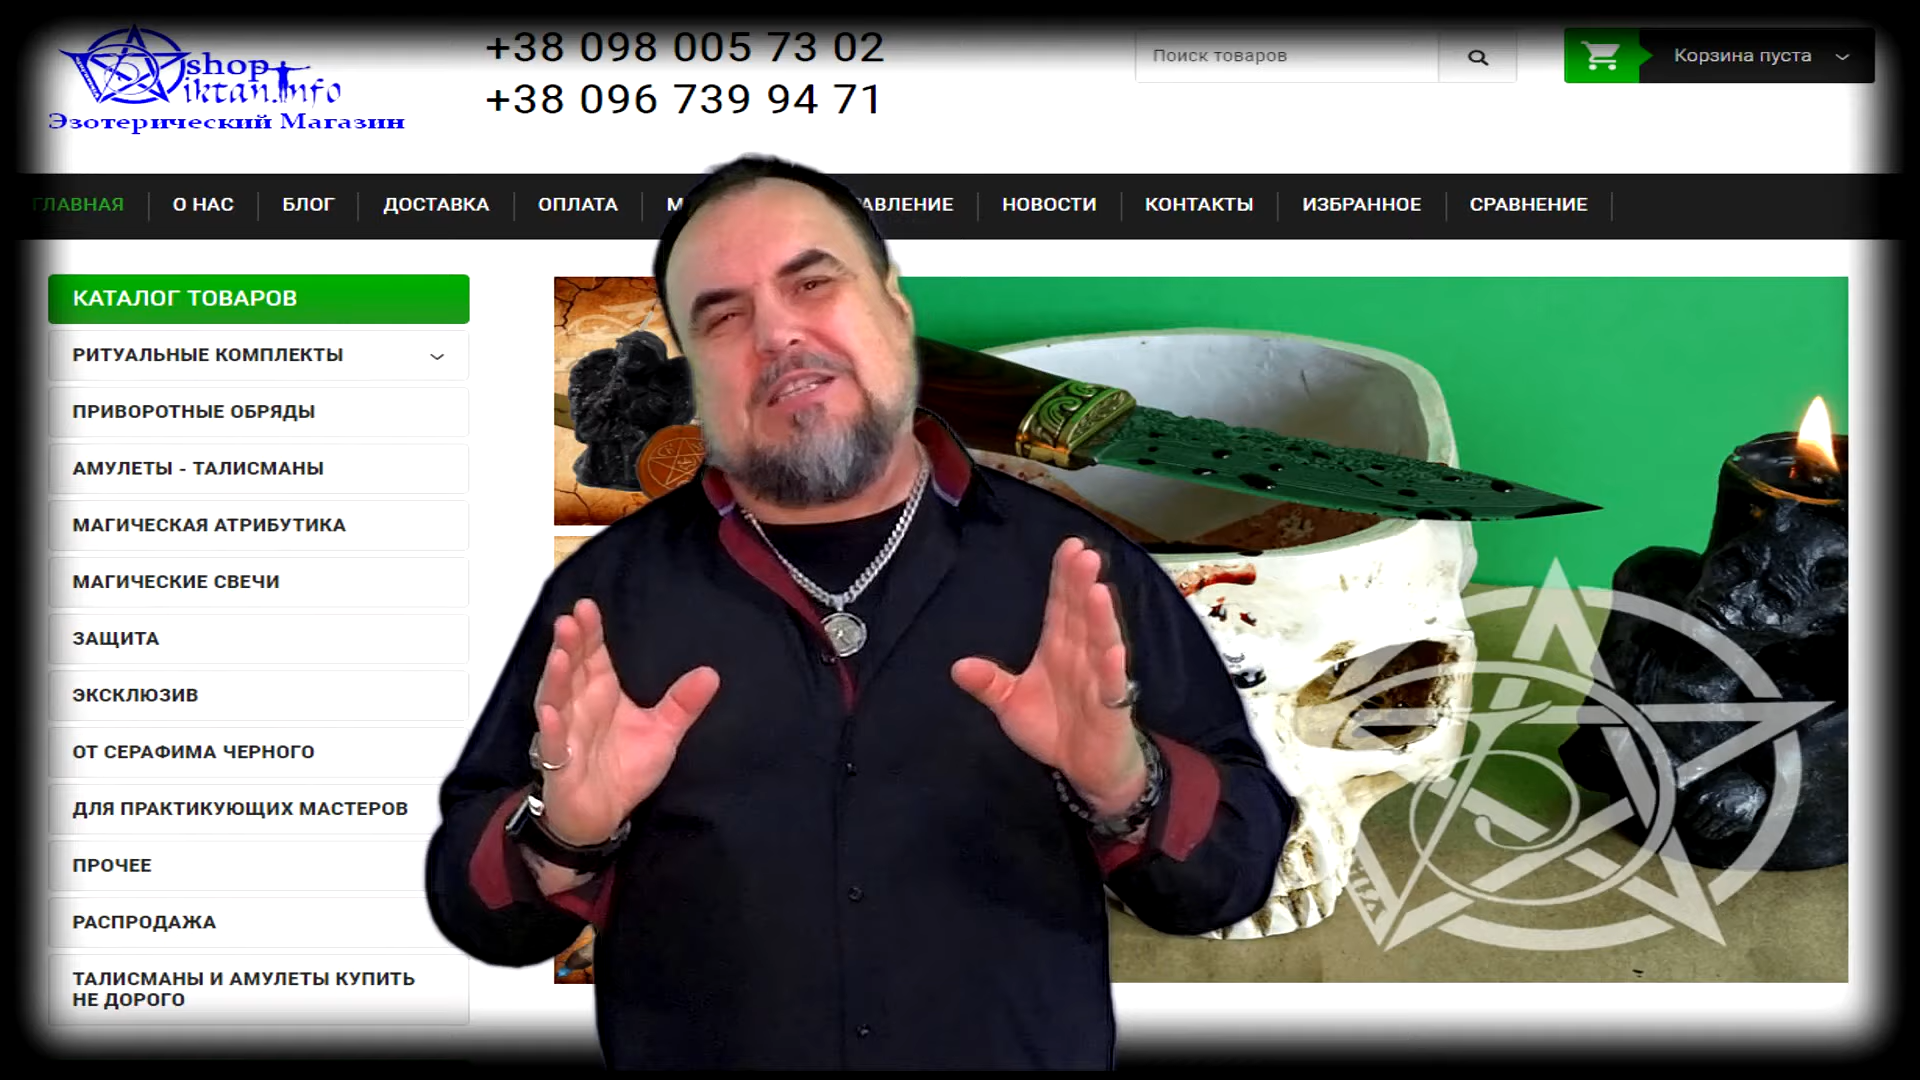 shop
iktan.info
Эзотерический Магазин
+38 098 005 73 02
+38 096 739 94 71
Поиск товаров
Корзина пуста
ГЛАВНАЯ
О НАС
БЛОГ
ДОСТАВКА
ОПЛАТА
НОВОСТИ
КОНТАКТЫ
ИЗБРАННОЕ
СРАВНЕНИЕ
КАТАЛОГ ТОВАРОВ
РИТУАЛЬНЫЕ КОМПЛЕКТЫ
ПРИВОРОТНЫЕ ОБРЯДЫ
АМУЛЕТЫ - ТАЛИСМАНЫ
МАГИЧЕСКАЯ АТРИБУТИКА
МАГИЧЕСКИЕ СВЕЧИ
ЗАЩИТА
ЭКСКЛЮЗИВ
ОТ СЕРАФИМА ЧЕРНОГО
ДЛЯ ПРАКТИКУЮЩИХ МАСТЕРОВ
ПРОЧЕЕ
РАСПРОДАЖА
ТАЛИСМАНЫ И АМУЛЕТЫ КУПИТЬ
НЕ ДОРОГО